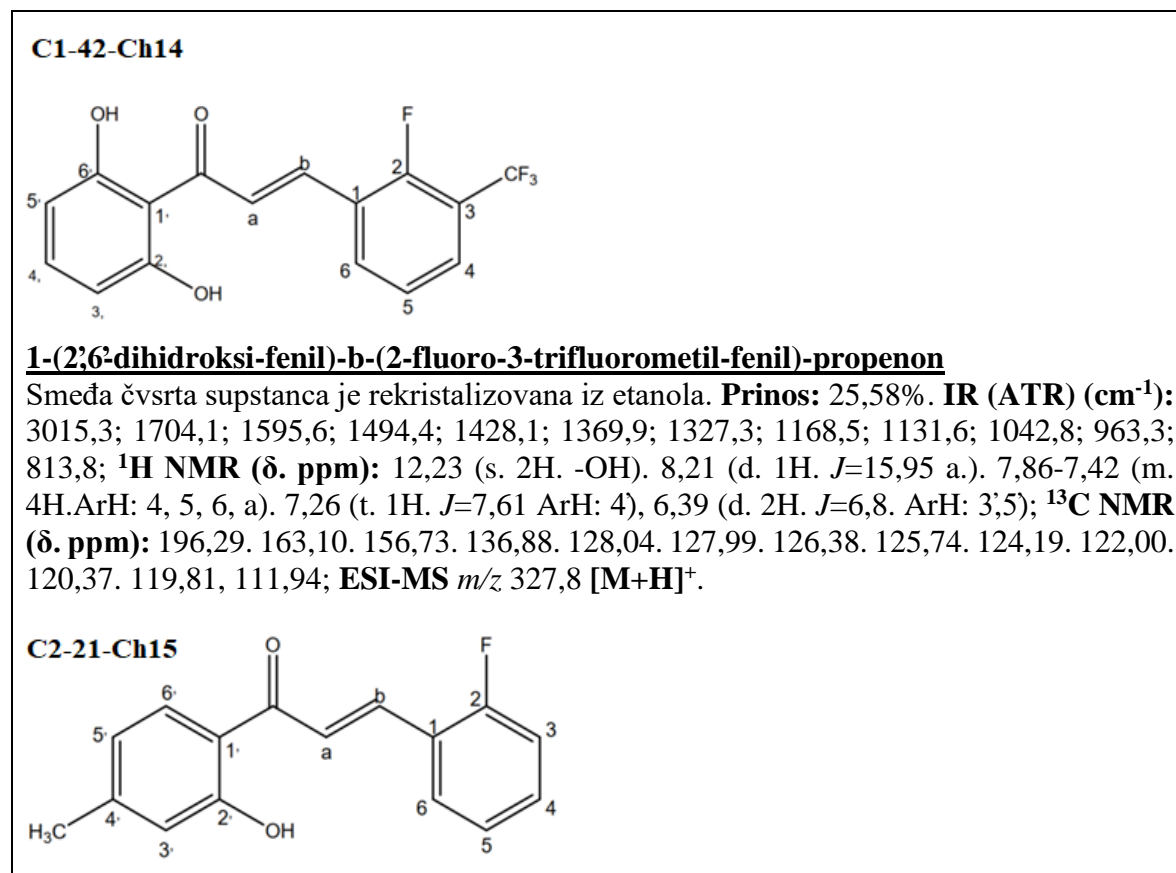 C1-42-Ch14
OH
O
F
6'
b
2
CF₃
5'
1'
a
1
3
4,
2,
6
4
3,
OH
5
1-(2',6'-dihidroksi-fenil)-b-(2-fluoro-3-trifluorometil-fenil)-propenon
Smeđa čvsrta supstanca je rekristalizovana iz etanola. Prinos: 25,58%. IR (ATR) (cm⁻¹):
3015,3; 1704,1; 1595,6; 1494,4; 1428,1; 1369,9; 1327,3; 1168,5; 1131,6; 1042,8; 963,3;
813,8; ¹H NMR (δ. ppm): 12,23 (s. 2H. -OH). 8,21 (d. 1H. J=15,95 a.). 7,86-7,42 (m.
4H.ArH: 4, 5, 6, a). 7,26 (t. 1H. J=7,61 ArH: 4'), 6,39 (d. 2H. J=6,8. ArH: 3',5'); ¹³C NMR
(δ. ppm): 196,29. 163,10. 156,73. 136,88. 128,04. 127,99. 126,38. 125,74. 124,19. 122,00.
120,37. 119,81, 111,94; ESI-MS m/z 327,8 [M+H]⁺.
C2-21-Ch15
O
F
6'
b
2
5'
1'
a
1
3
4'
2'
6
4
H₃C
3'
OH
5